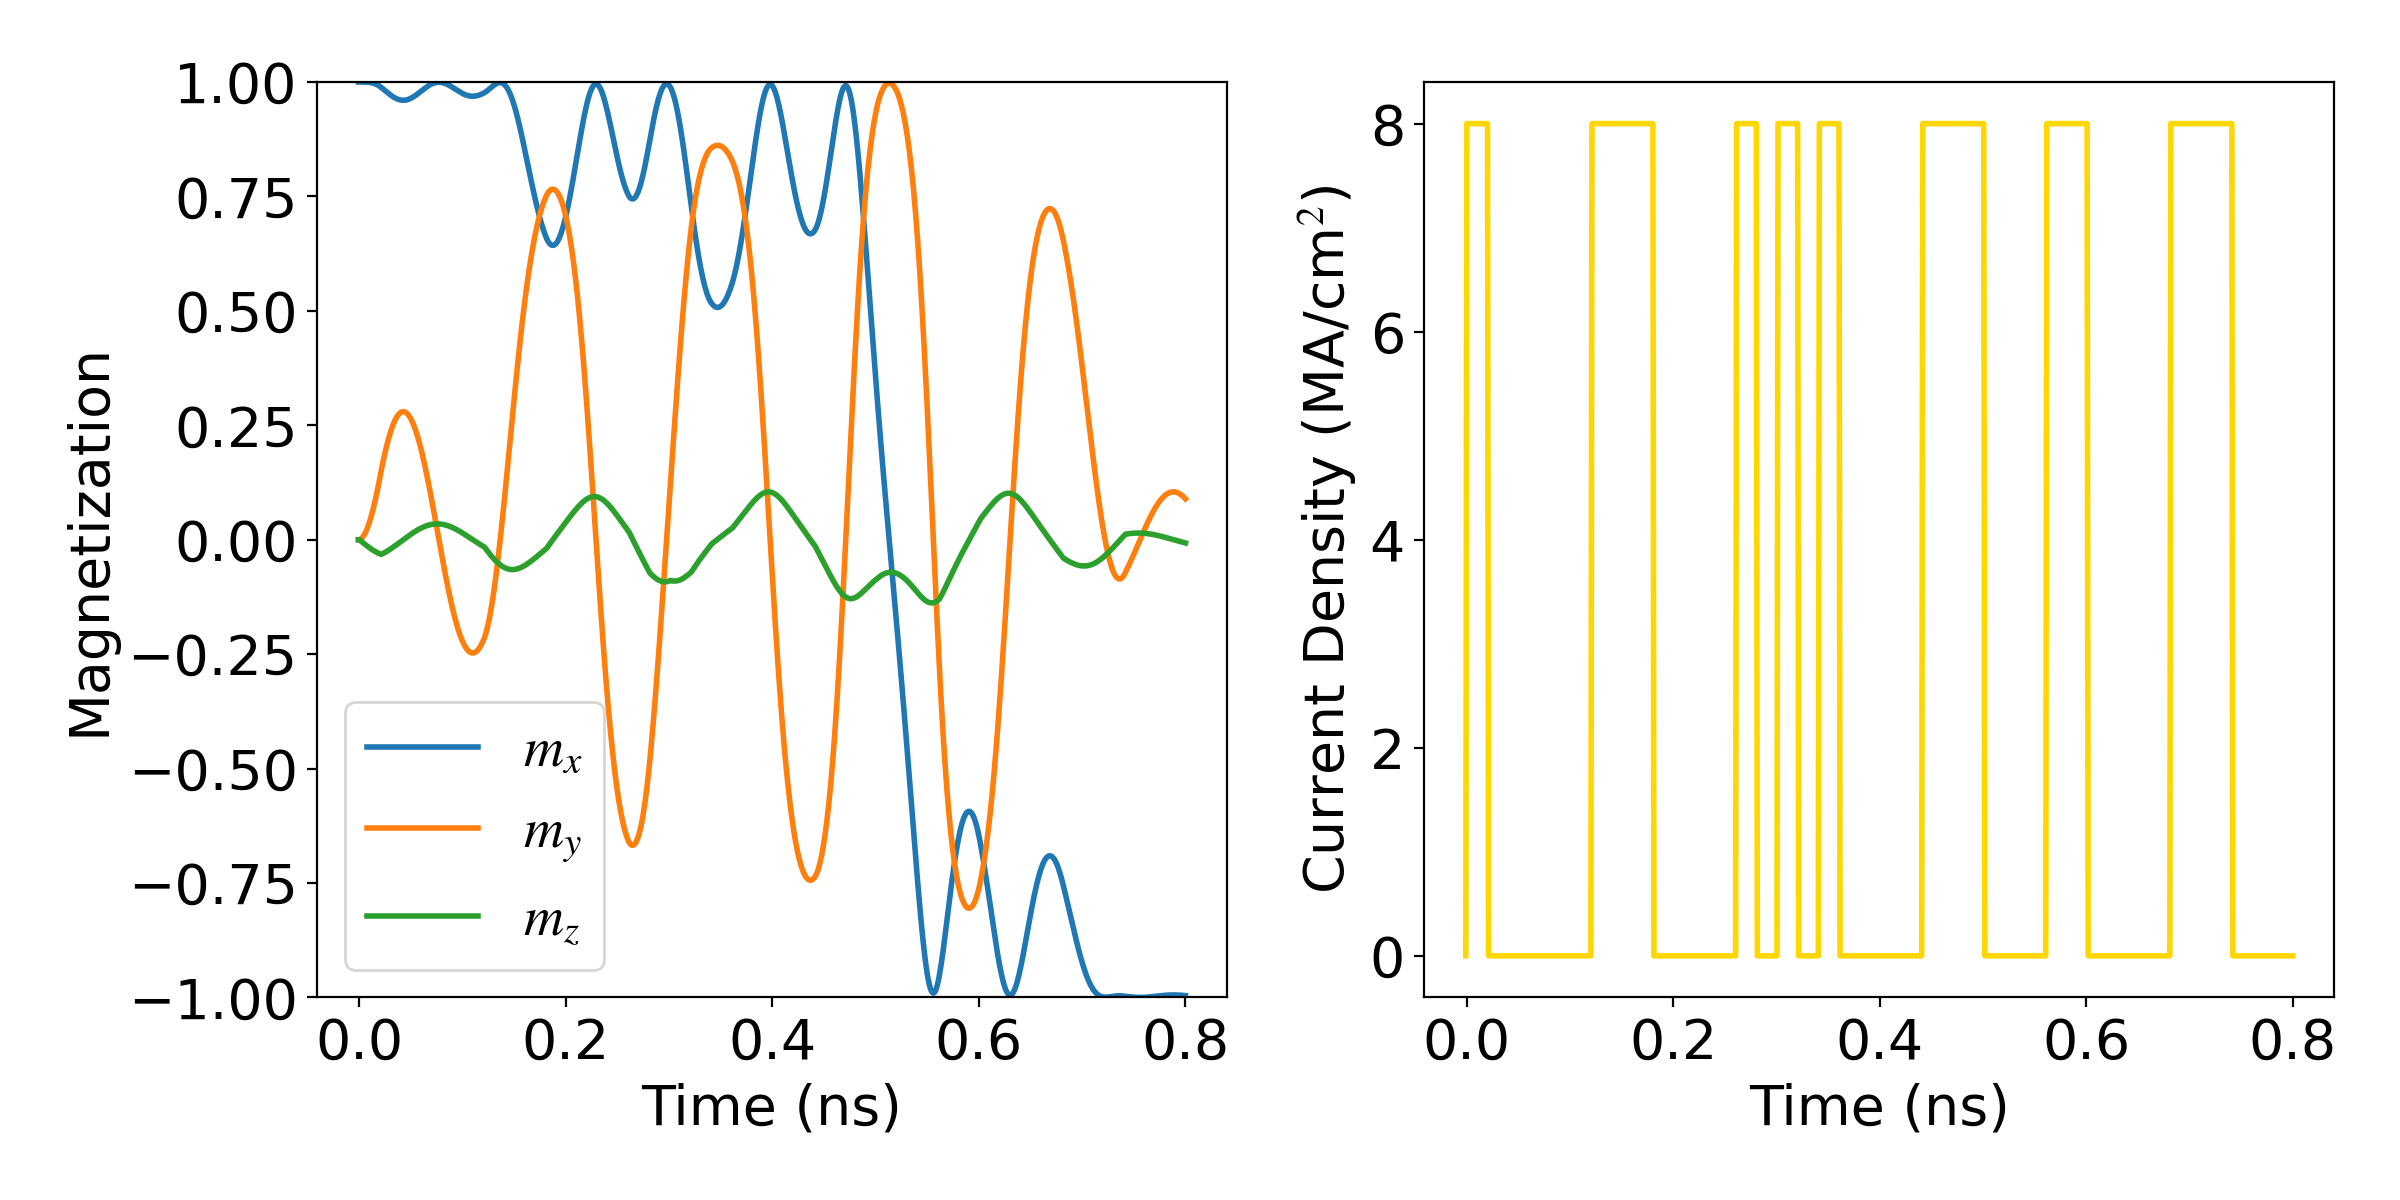 1.00
0.75
0.50
0.25
0.00
−0.25
−0.50
−0.75
−1.00
Magnetization
m_x
m_y
m_z
0.0 0.2 0.4 0.6 0.8
Time (ns)
8
6
4
2
0
Current Density (MA/cm²)
0.0 0.2 0.4 0.6 0.8
Time (ns)